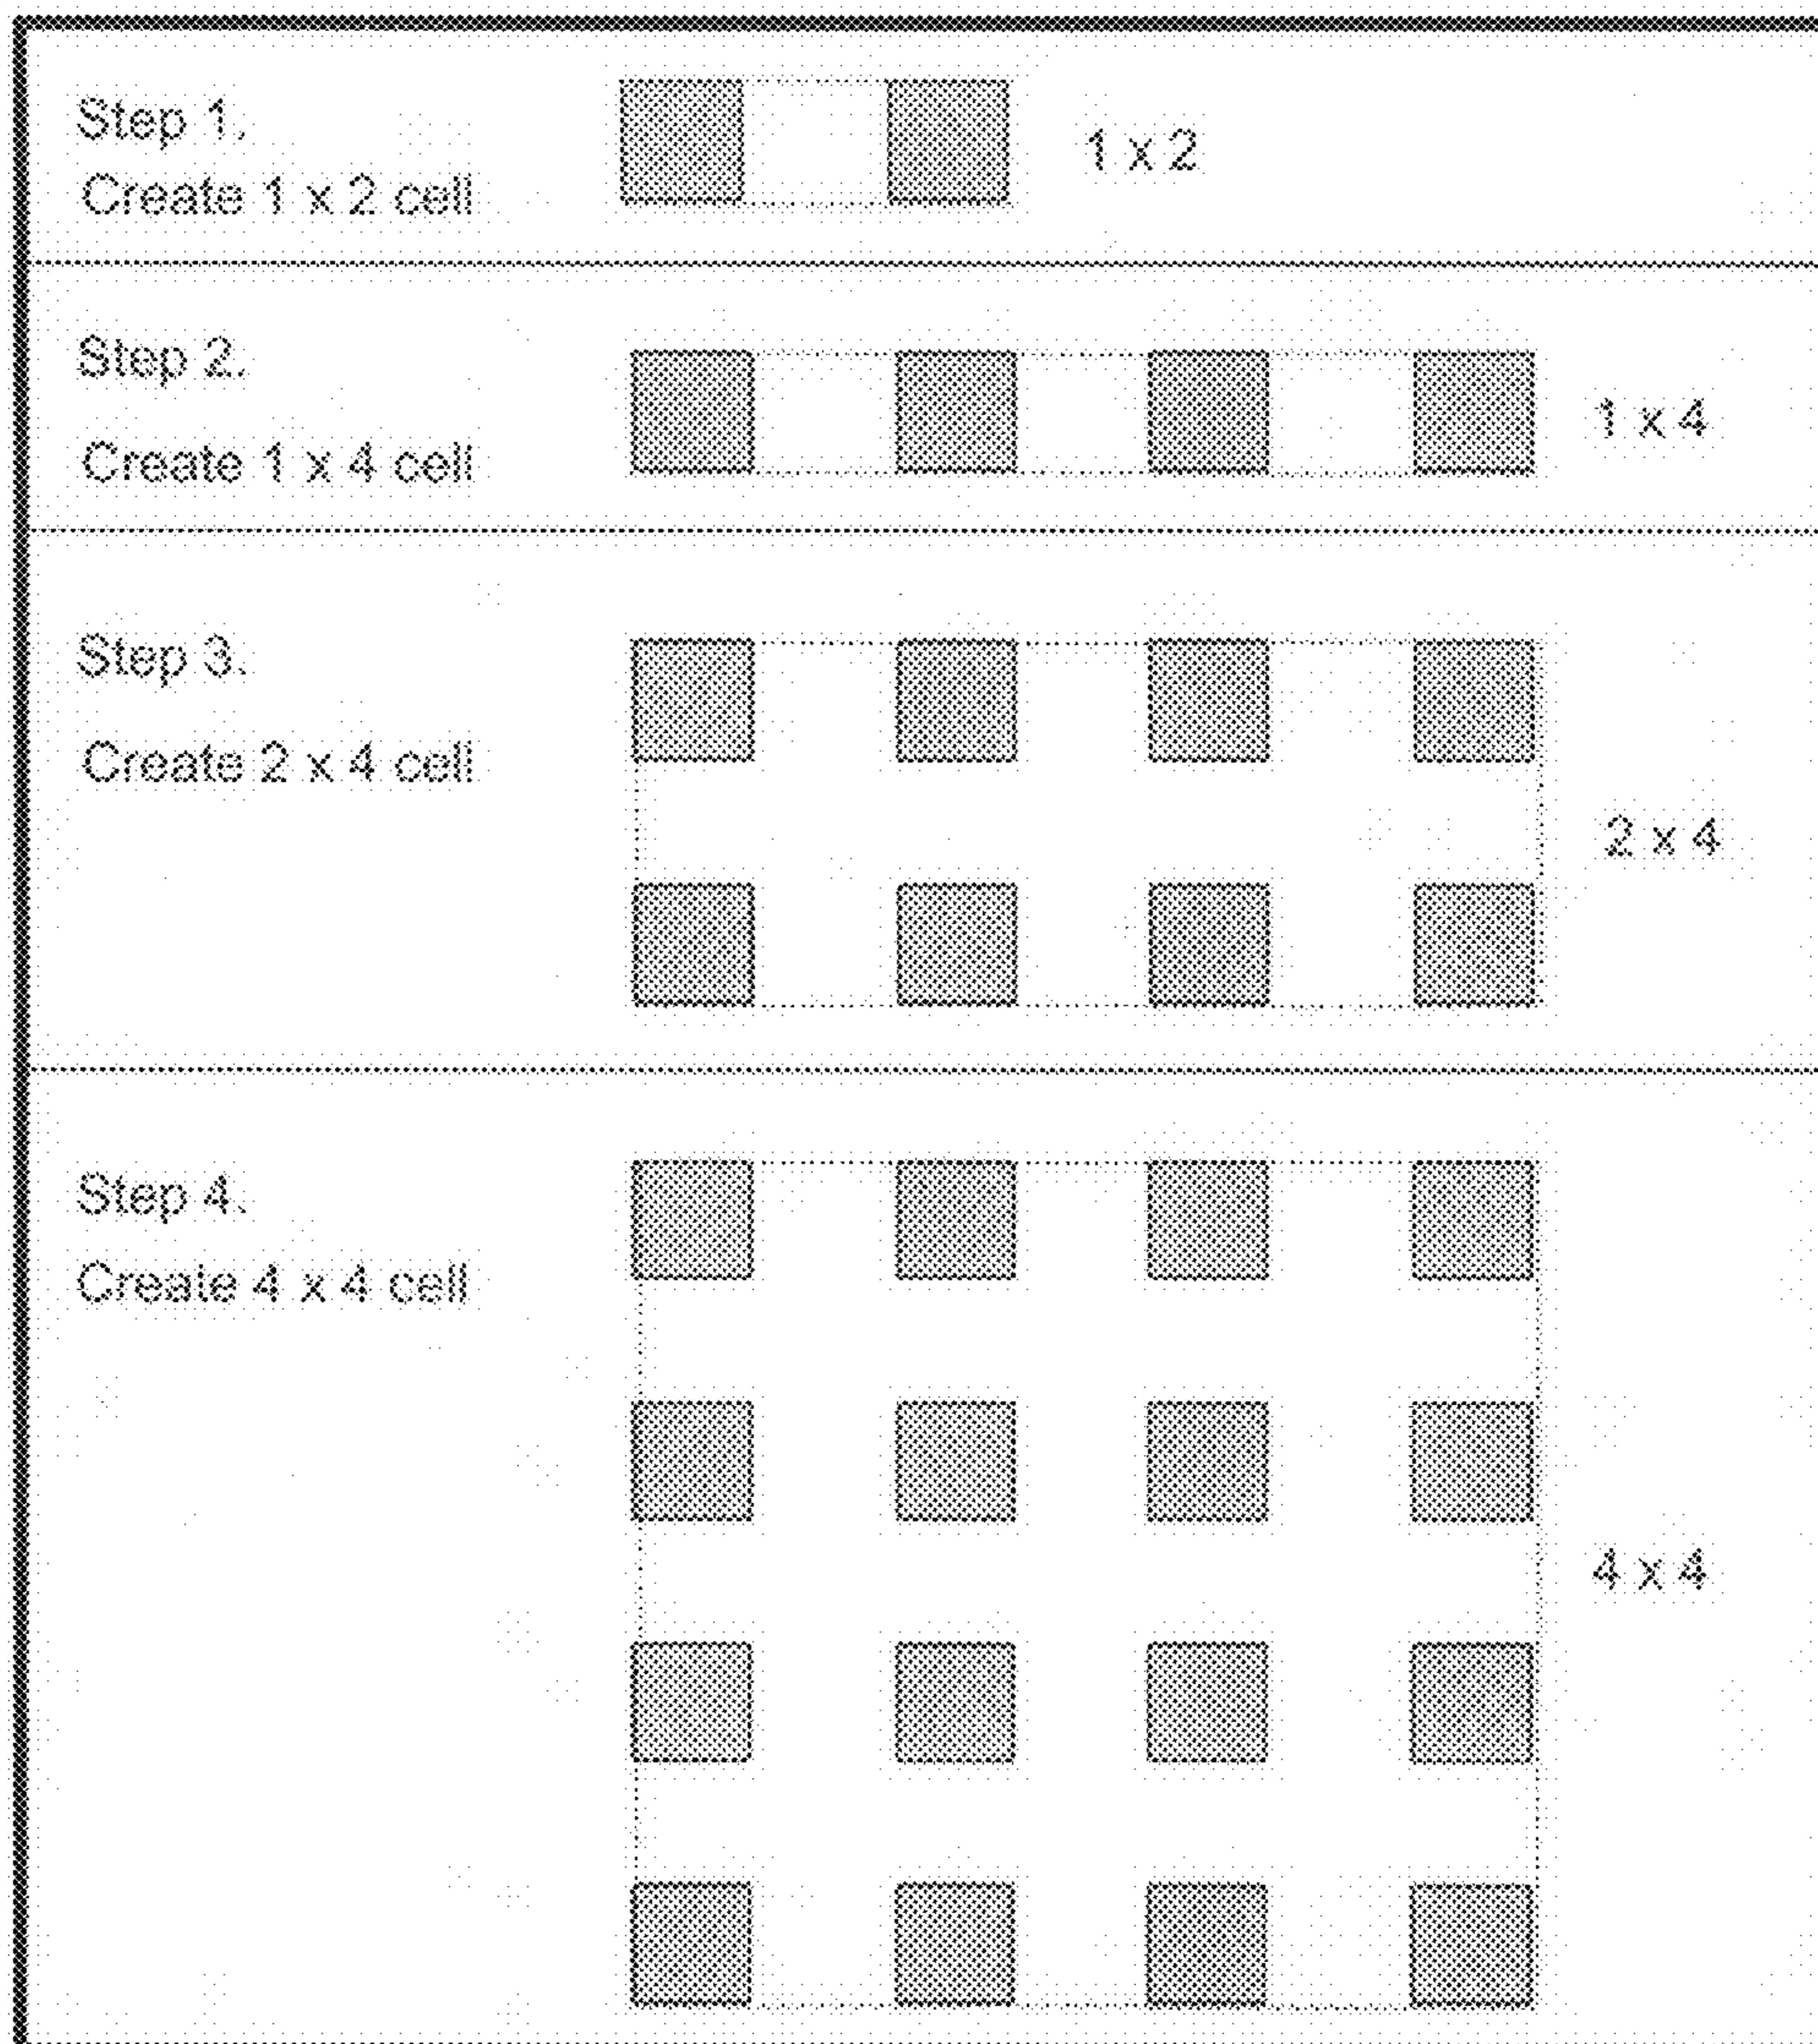 Step 1.
Create 1 x 2 cell
1 x 2
Step 2.
Create 1 x 4 cell
1 x 4
Step 3.
Create 2 x 4 cell
2 x 4
Step 4.
Create 4 x 4 cell
4 x 4